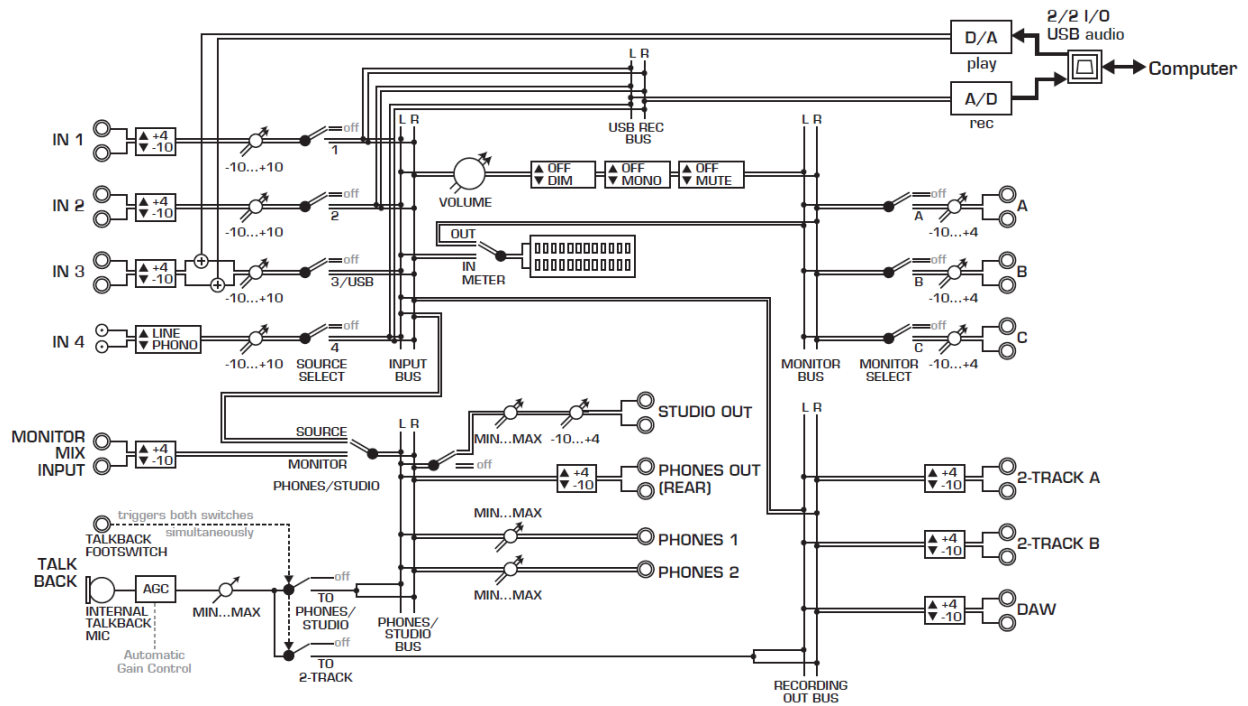 2/2 I/O
USB audio
D/A
play
Computer
A/D
rec
L R
USB REC
BUS
L R
L R
IN 1
▲ +4
▼ -10
-10...+10
off
1
VOLUME
▲ OFF
▼ DIM
▲ OFF
▼ MONO
▲ OFF
▼ MUTE
IN 2
▲ +4
▼ -10
-10...+10
off
2
off
A
-10...+4
A
OUT
IN
METER
IN 3
▲ +4
▼ -10
-10...+10
off
3/USB
off
B
-10...+4
B
IN 4
▲ LINE
▼ PHONO
-10...+10
off
4
SOURCE
SELECT
INPUT
BUS
MONITOR
BUS
MONITOR
SELECT
off
C
-10...+4
C
L R
L R
MONITOR
MIX
INPUT
▲ +4
▼ -10
SOURCE
MONITOR
PHONES/STUDIO
off
MIN...MAX
-10...+4
STUDIO OUT
▲ +4
▼ -10
PHONES OUT
(REAR)
MIN...MAX
PHONES 1
MIN...MAX
PHONES 2
▲ +4
▼ -10
2-TRACK A
▲ +4
▼ -10
2-TRACK B
▲ +4
▼ -10
DAW
triggers both switches
simultaneously
TALKBACK
FOOTSWITCH
TALK
BACK
INTERNAL
TALKBACK
MIC
AGC
Automatic
Gain Control
MIN...MAX
off
TO
PHONES/
STUDIO
off
TO
2-TRACK
PHONES/
STUDIO
BUS
RECORDING
OUT BUS